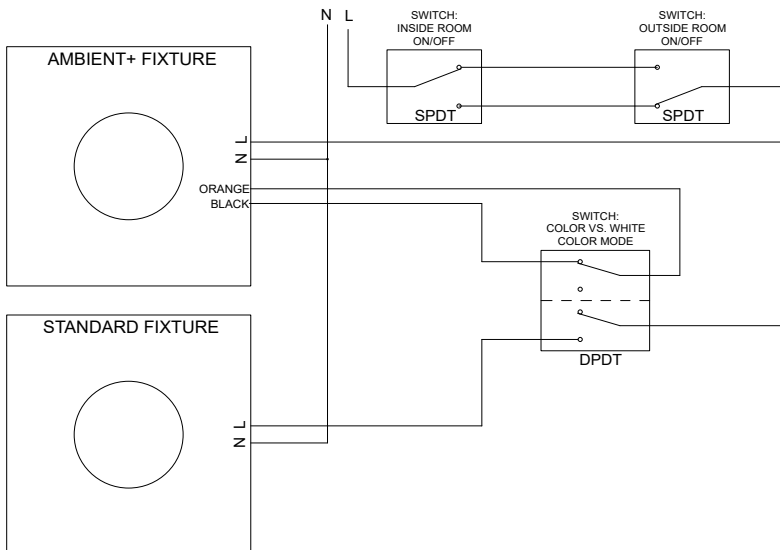 N L
SWITCH:
INSIDE ROOM
ON/OFF
SPDT
SWITCH:
OUTSIDE ROOM
ON/OFF
SPDT
AMBIENT+ FIXTURE
L
N
ORANGE
BLACK
SWITCH:
COLOR VS. WHITE
COLOR MODE
DPDT
STANDARD FIXTURE
L
N